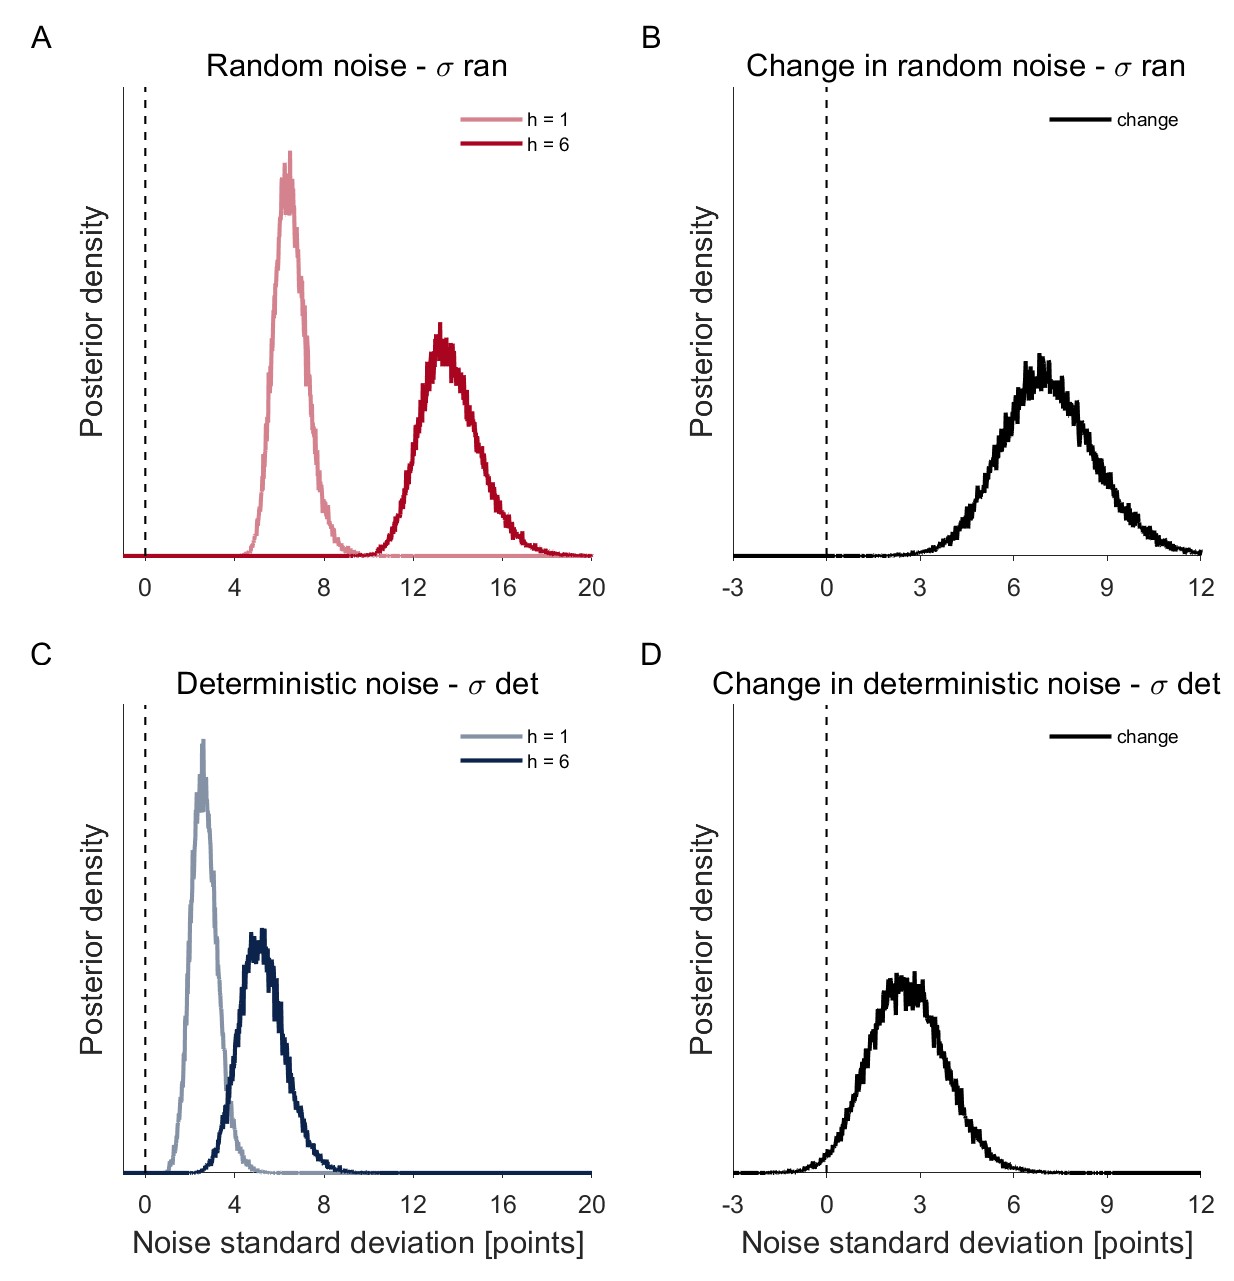 A
Random noise - σ ran
h = 1
h = 6
Posterior density
0 4 8 12 16 20
B
Change in random noise - σ ran
change
Posterior density
-3 0 3 6 9 12
C
Deterministic noise - σ det
h = 1
h = 6
Posterior density
0 4 8 12 16 20
Noise standard deviation [points]
D
Change in deterministic noise - σ det
change
Posterior density
-3 0 3 6 9 12
Noise standard deviation [points]